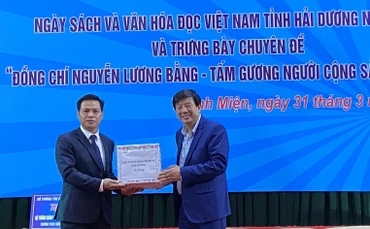 NGÀY SÁCH VÀ VĂN HÓA ĐỌC VIỆT NAM TỈNH HẢI DƯƠNG N
VÀ TRƯNG BÀY CHUYÊN ĐỀ
"ĐỒNG CHÍ NGUYỄN LƯƠNG BẰNG - TẤM GƯƠNG NGƯỜI CỘNG SẢ
nh Miện, ngày 31 tháng 3 n